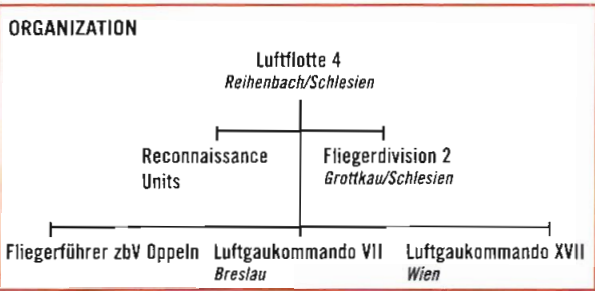 ORGANIZATION
Luftflotte 4
Reihenbach/Schlesien
Reconnaissance Units
Fliegerdivision 2
Grottkau/Schlesien
Fliegerführer zbV Oppeln
Luftgaukommando VII
Breslau
Luftgaukommando XVII
Wien